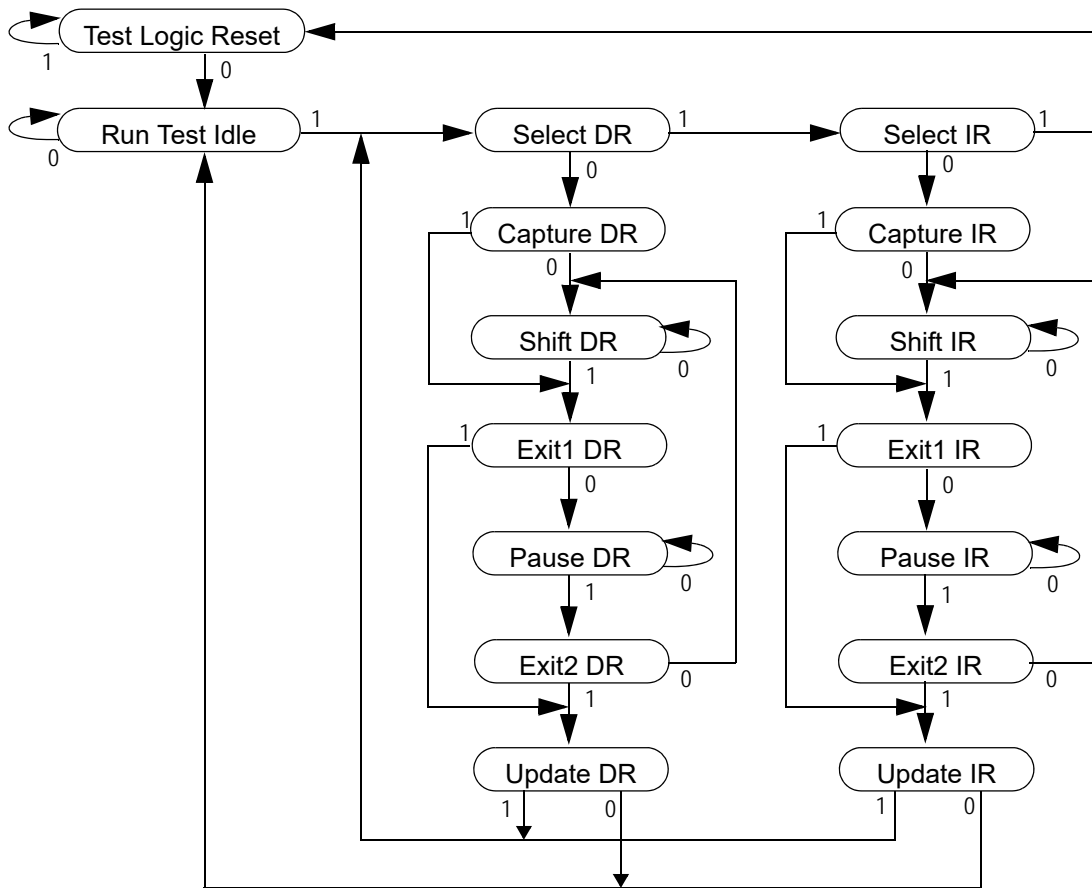 Test Logic Reset
1
0
Run Test Idle
1
0
Select DR
1
0
Select IR
1
0
Capture DR
1
0
Capture IR
1
0
Shift DR
0
1
Shift IR
0
1
Exit1 DR
1
0
Exit1 IR
1
0
Pause DR
0
1
Pause IR
0
1
Exit2 DR
0
1
Exit2 IR
0
1
Update DR
1
0
Update IR
1
0